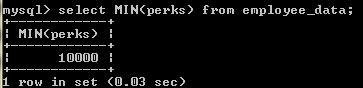 mysql> select MIN(perks) from employee_data;
+------------+
| MIN(perks) |
+------------+
|      10000 |
+------------+
1 row in set (0.03 sec)